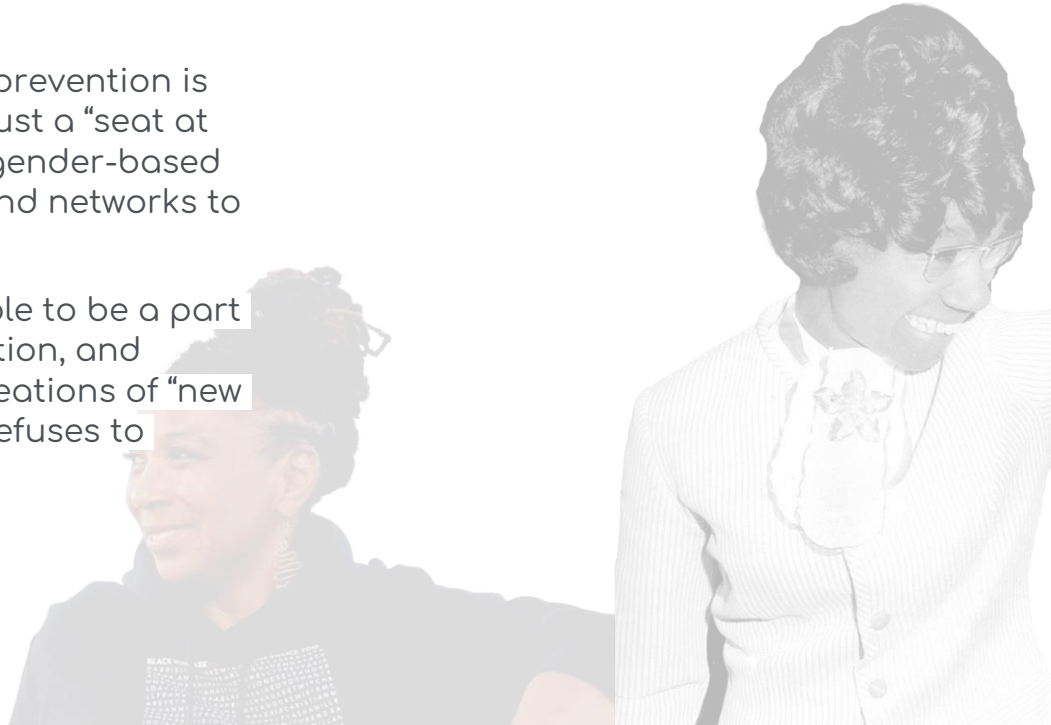 prevention is
ust a “seat at
gender-based
nd networks to
ble to be a part
tion, and
eations of “new
efuses to
BLACK